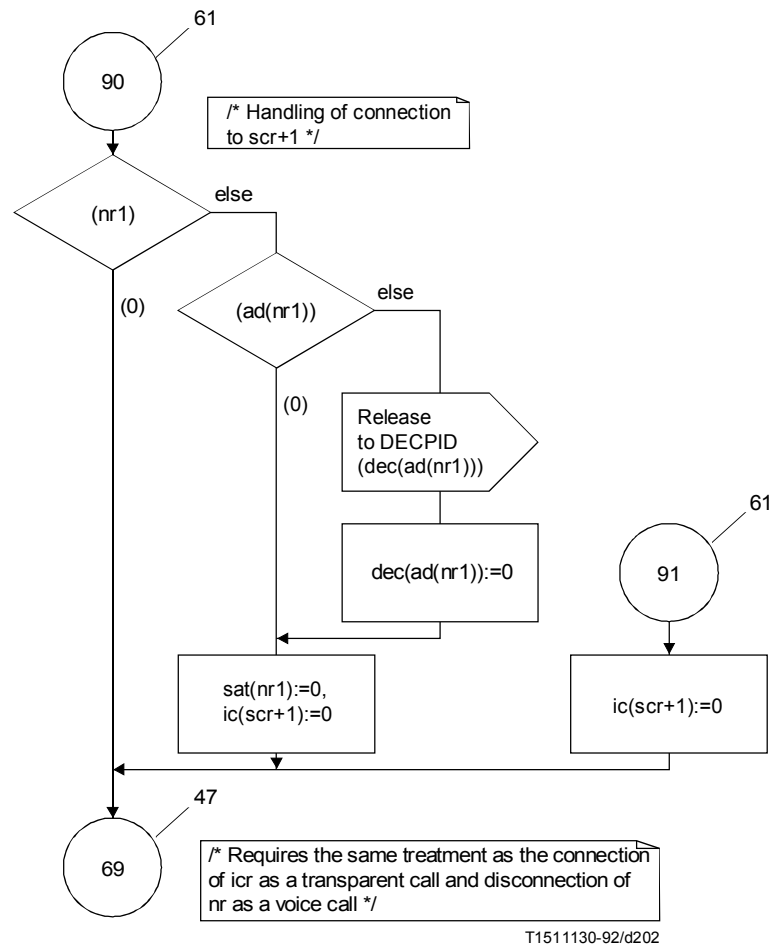 61
90
/* Handling of connection
to scr+1 */
else
(nr1)
(0)
else
(ad(nr1))
(0)
Release
to DECPID
(dec(ad(nr1)))
61
dec(ad(nr1)):=0
91
sat(nr1):=0,
ic(scr+1):=0
ic(scr+1):=0
47
69
/* Requires the same treatment as the connection
of icr as a transparent call and disconnection of
nr as a voice call */
T1511130-92/d202